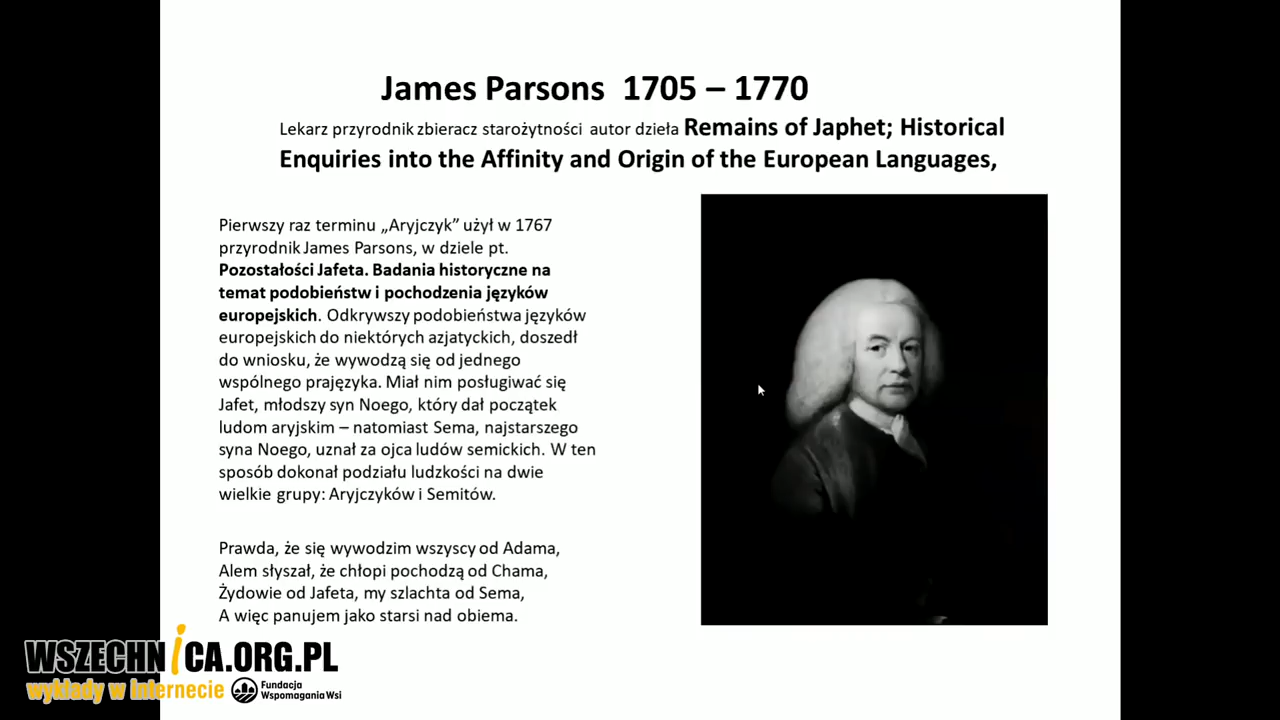 James Parsons 1705 – 1770
Lekarz przyrodnik zbieracz starożytności autor dzieła Remains of Japhet; Historical
Enquiries into the Affinity and Origin of the European Languages,
Pierwszy raz terminu „Aryjczyk” użył w 1767
przyrodnik James Parsons, w dziele pt.
Pozostałości Jafeta. Badania historyczne na
temat podobieństw i pochodzenia języków
europejskich. Odkrywszy podobieństwa języków
europejskich do niektórych azjatyckich, doszedł
do wniosku, że wywodzą się od jednego
wspólnego prajęzyka. Miał nim posługiwać się
Jafet, młodszy syn Noego, który dał początek
ludom aryjskim – natomiast Sema, najstarszego
syna Noego, uznał za ojca ludów semickich. W ten
sposób dokonał podziału ludzkości na dwie
wielkie grupy: Aryjczyków i Semitów.
Prawda, że się wywodzim wszyscy od Adama,
Alem słyszał, że chłopi pochodzą od Chama,
Żydowie od Jafeta, my szlachta od Sema,
A więc panujem jako starsi nad obiema.
WSZECHNiCA.ORG.PL
wykłady w internecie
Fundacja
Wspomagania Wsi